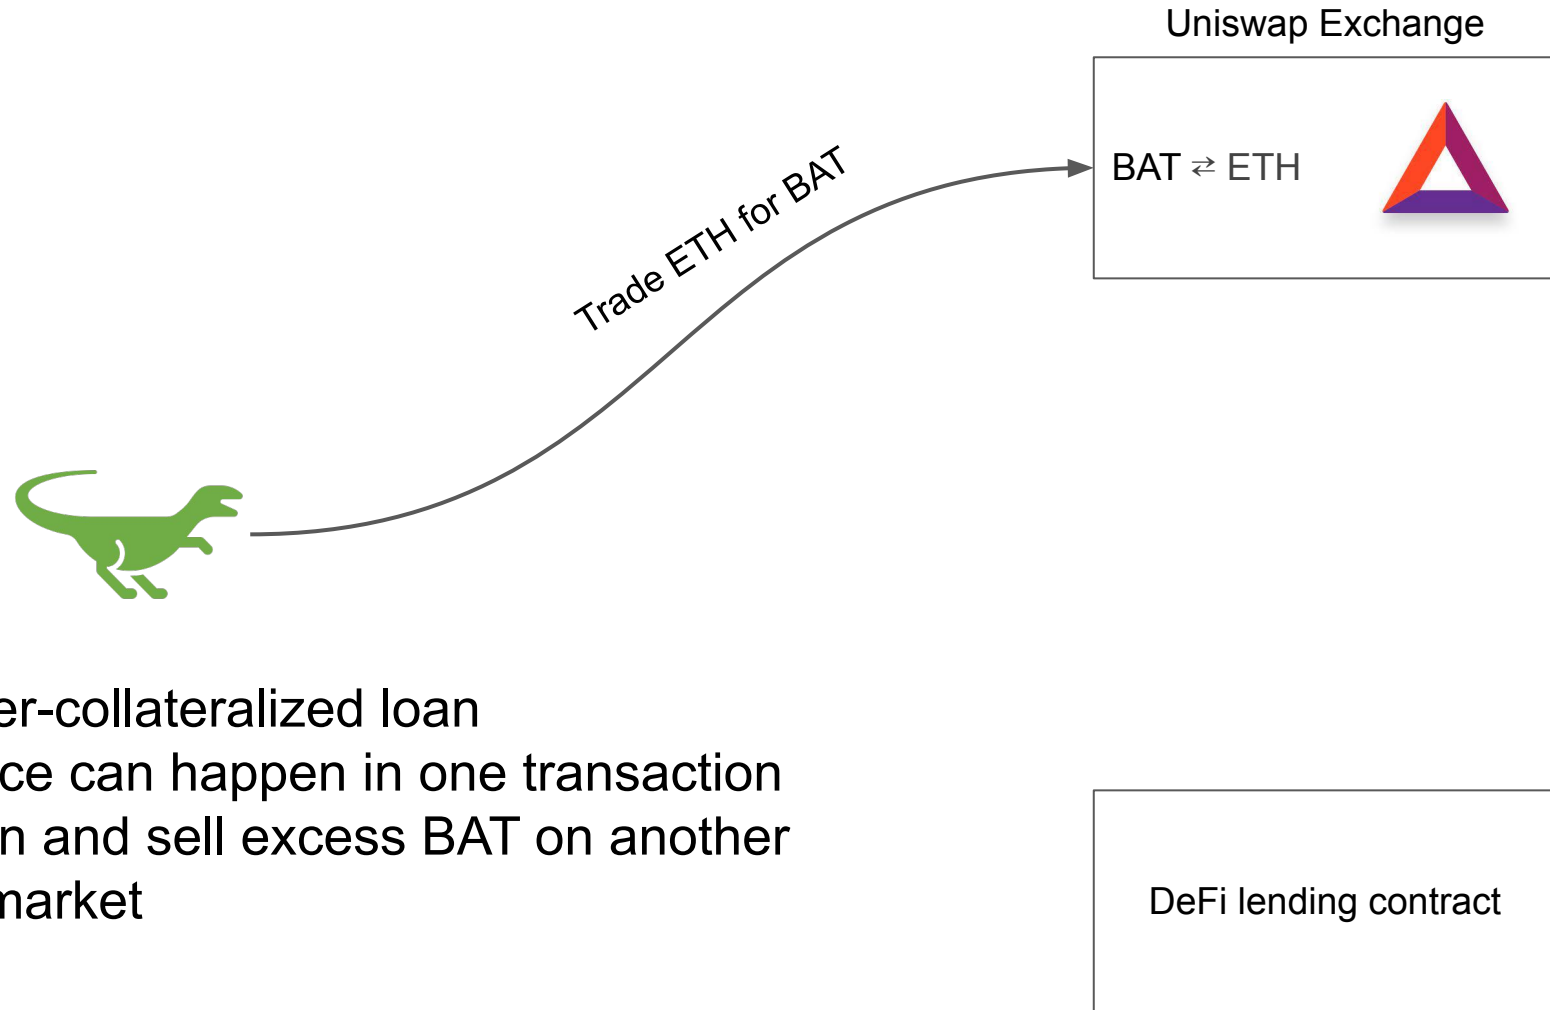 Uniswap Exchange
BAT ⇄ ETH
Trade ETH for BAT
er-collateralized loan
ce can happen in one transaction
n and sell excess BAT on another
market
DeFi lending contract